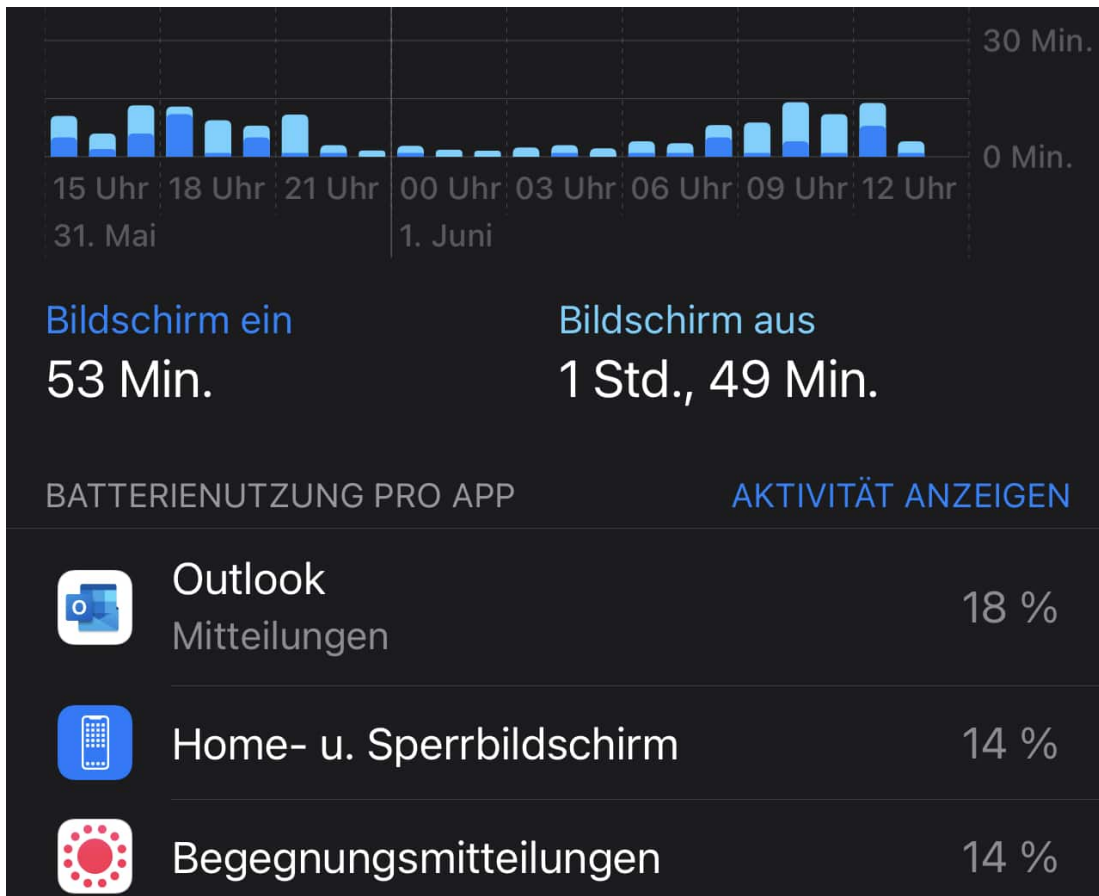 30 Min.
0 Min.
15 Uhr 18 Uhr 21 Uhr 00 Uhr 03 Uhr 06 Uhr 09 Uhr 12 Uhr
31. Mai 1. Juni
Bildschirm ein Bildschirm aus
53 Min. 1 Std., 49 Min.
BATTERIENUTZUNG PRO APP AKTIVITÄT ANZEIGEN
Outlook
Mitteilungen
18 %
Home- u. Sperrbildschirm 14 %
Begegnungsmitteilungen 14 %